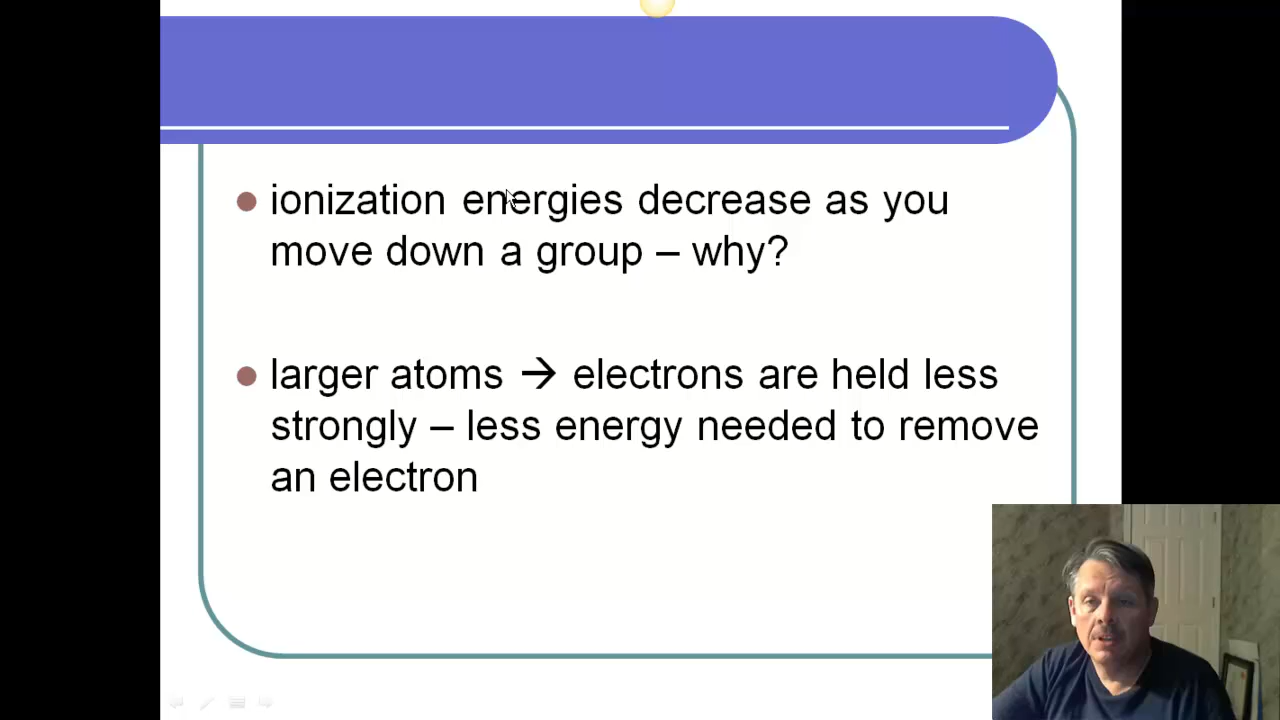 ionization energies decrease as you
move down a group – why?
larger atoms → electrons are held less
strongly – less energy needed to remove
an electron